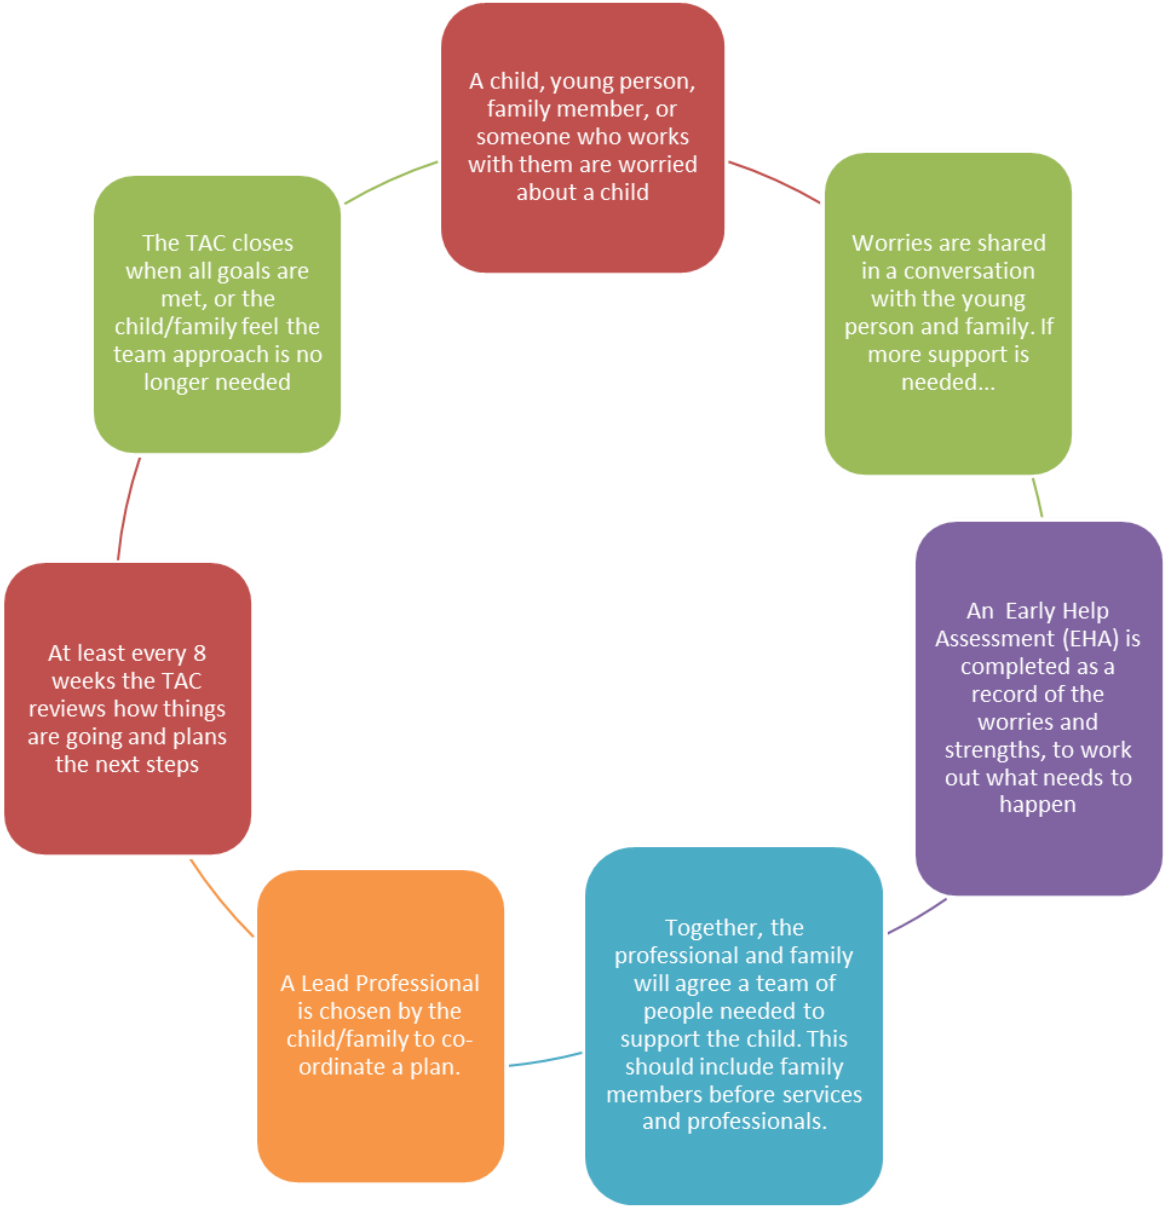 A child, young person,
family member, or
someone who works
with them are worried
about a child
Worries are shared
in a conversation
with the young
person and family. If
more support is
needed...
An Early Help
Assessment (EHA) is
completed as a
record of the
worries and
strengths, to work
out what needs to
happen
Together, the
professional and family
will agree a team of
people needed to
support the child. This
should include family
members before services
and professionals.
A Lead Professional
is chosen by the
child/family to co-
ordinate a plan.
At least every 8
weeks the TAC
reviews how things
are going and plans
the next steps
The TAC closes
when all goals are
met, or the
child/family feel the
team approach is no
longer needed